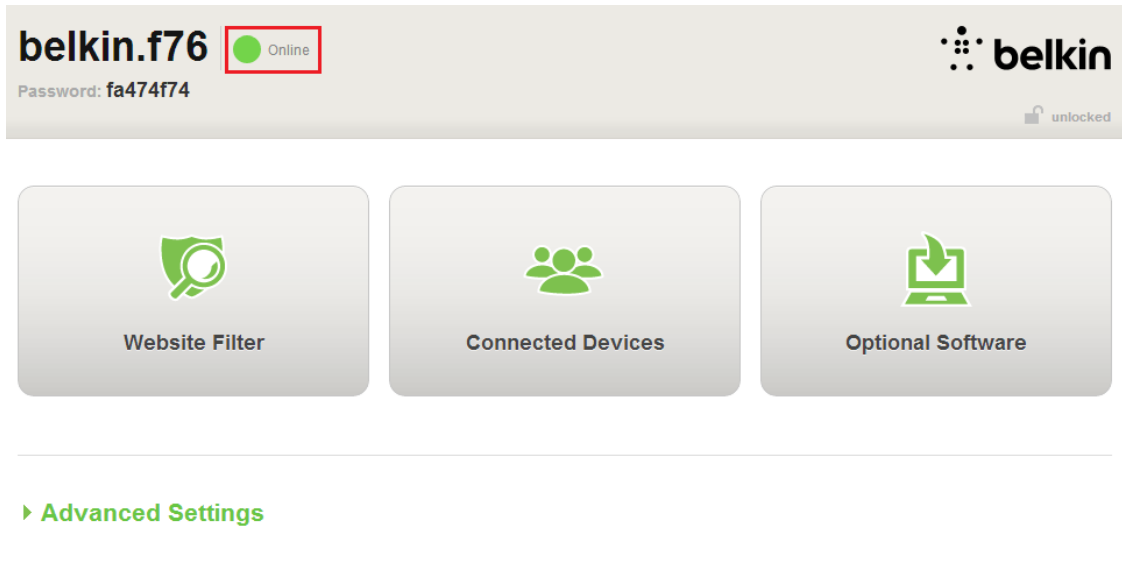 belkin.f76 Online
belkin
Password: fa474f74
unlocked
Website Filter
Connected Devices
Optional Software
Advanced Settings